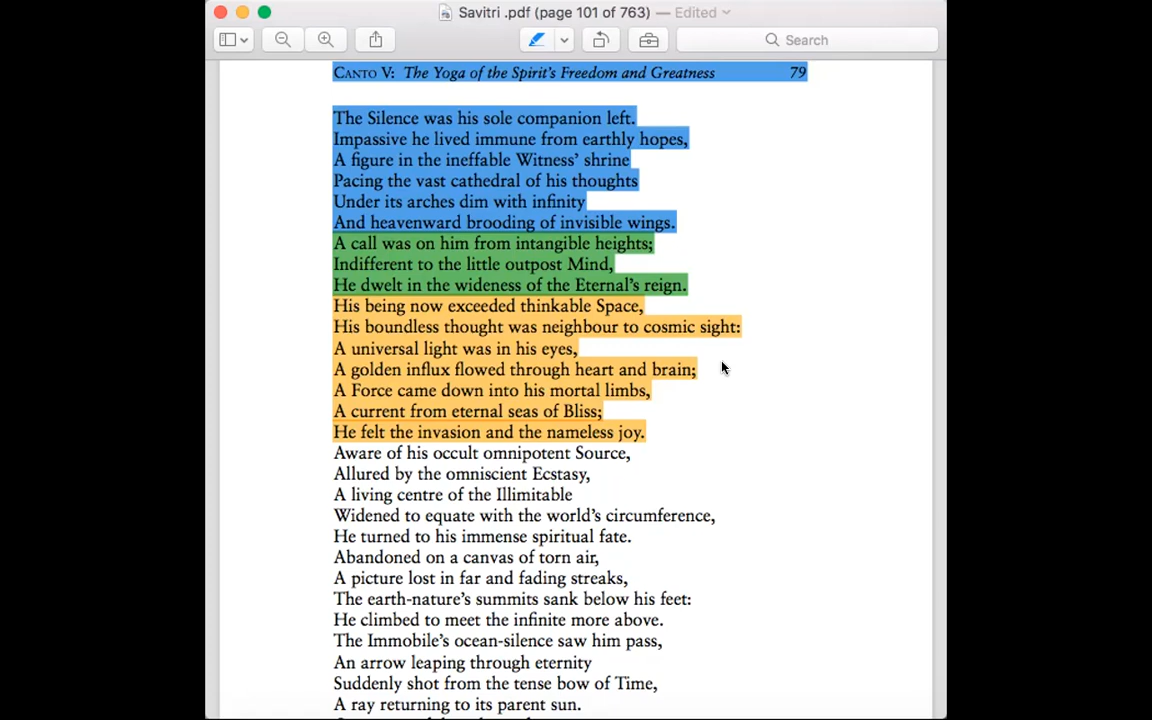 Savitri .pdf (page 101 of 763) — Edited
Search
CANTO V: The Yoga of the Spirit's Freedom and Greatness 79
The Silence was his sole companion left.
Impassive he lived immune from earthly hopes,
A figure in the ineffable Witness' shrine
Pacing the vast cathedral of his thoughts
Under its arches dim with infinity
And heavenward brooding of invisible wings.
A call was on him from intangible heights;
Indifferent to the little outpost Mind,
He dwelt in the wideness of the Eternal's reign.
His being now exceeded thinkable Space,
His boundless thought was neighbour to cosmic sight:
A universal light was in his eyes,
A golden influx flowed through heart and brain;
A Force came down into his mortal limbs,
A current from eternal seas of Bliss;
He felt the invasion and the nameless joy.
Aware of his occult omnipotent Source,
Allured by the omniscient Ecstasy,
A living centre of the Illimitable
Widened to equate with the world's circumference,
He turned to his immense spiritual fate.
Abandoned on a canvas of torn air,
A picture lost in far and fading streaks,
The earth-nature's summits sank below his feet:
He climbed to meet the infinite more above.
The Immobile's ocean-silence saw him pass,
An arrow leaping through eternity
Suddenly shot from the tense bow of Time,
A ray returning to its parent sun.